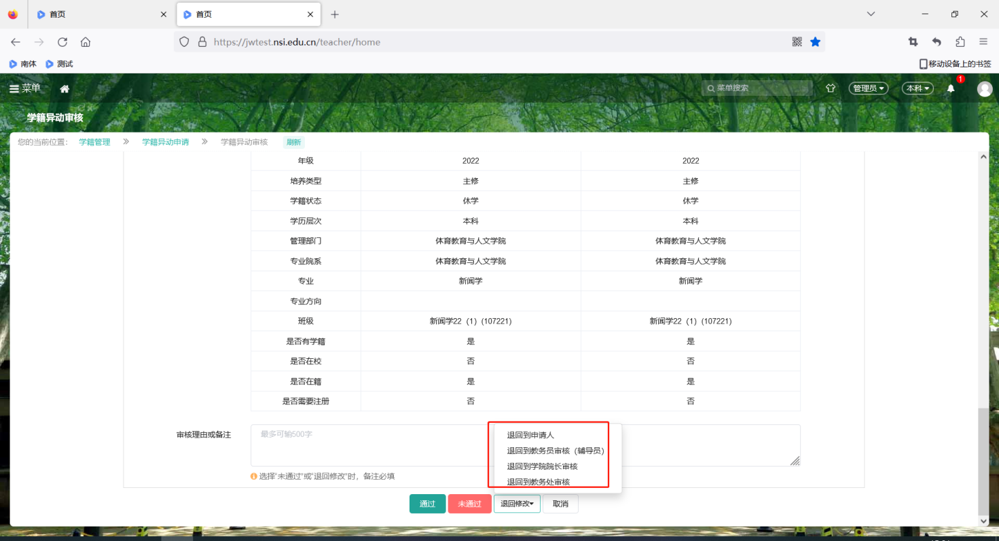 首页
首页
https://jwtest.nsi.edu.cn/teacher/home
南体 测试 移动设备上的书签
菜单 菜单搜索 管理员 本科 1
学籍异动审核
您的当前位置： 学籍管理 学籍异动申请 学籍异动审核 刷新
年级 2022 2022
培养类型 主修 主修
学籍状态 休学 休学
学历层次 本科 本科
管理部门 体育教育与人文学院 体育教育与人文学院
专业院系 体育教育与人文学院 体育教育与人文学院
专业 新闻学 新闻学
专业方向
班级 新闻学22（1）(107221) 新闻学22（1）(107221)
是否有学籍 是 是
是否在校 否 否
是否在籍 是 是
是否需要注册 否 否
审核理由或备注 最多可输500字
退回到申请人
退回到教务员审核（辅导员）
退回到学院院长审核
退回到教务处审核
选择"未通过"或"退回修改"时，备注必填
通过 未通过 退回修改 取消